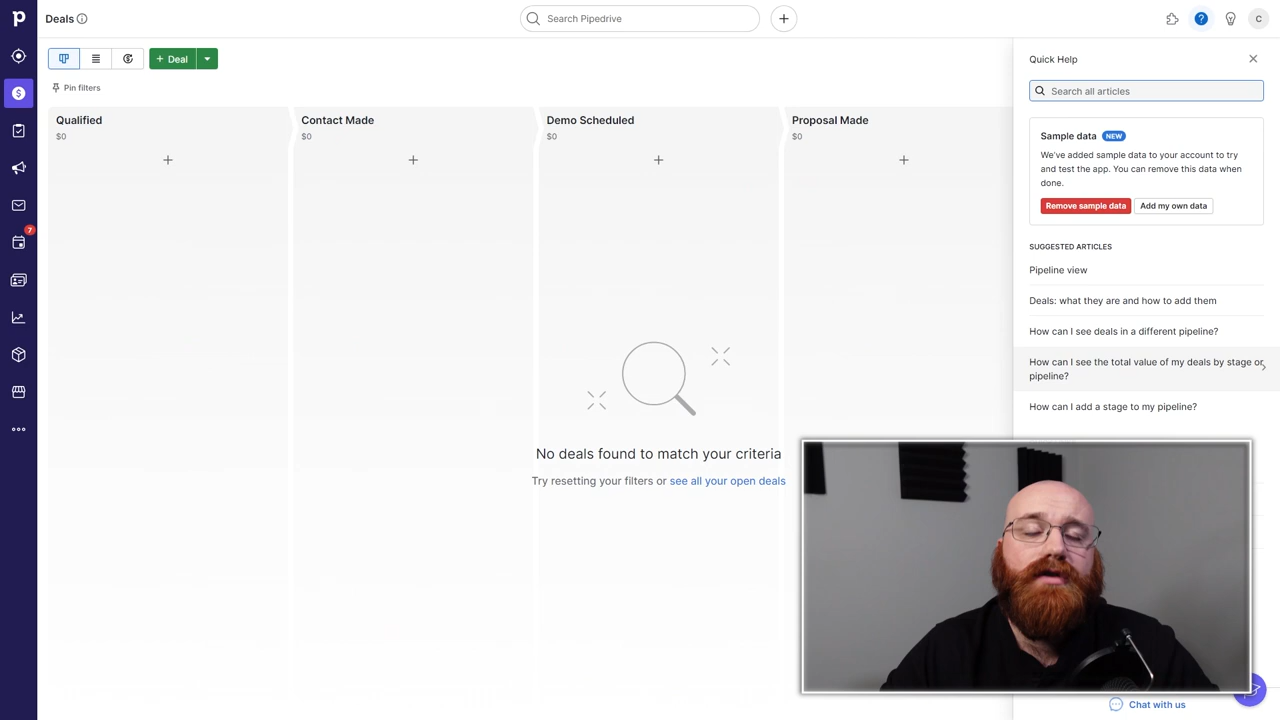 p
Deals
Search Pipedrive
C
+ Deal
Quick Help
Pin filters
Search all articles
7
Qualified
$0
Contact Made
$0
Demo Scheduled
$0
Proposal Made
$0
Sample data NEW
We've added sample data to your account to try
and test the app. You can remove this data when
done.
Remove sample data
Add my own data
SUGGESTED ARTICLES
Pipeline view
Deals: what they are and how to add them
How can I see deals in a different pipeline?
How can I see the total value of my deals by stage or
pipeline?
How can I add a stage to my pipeline?
No deals found to match your criteria
Try resetting your filters or see all your open deals
Chat with us